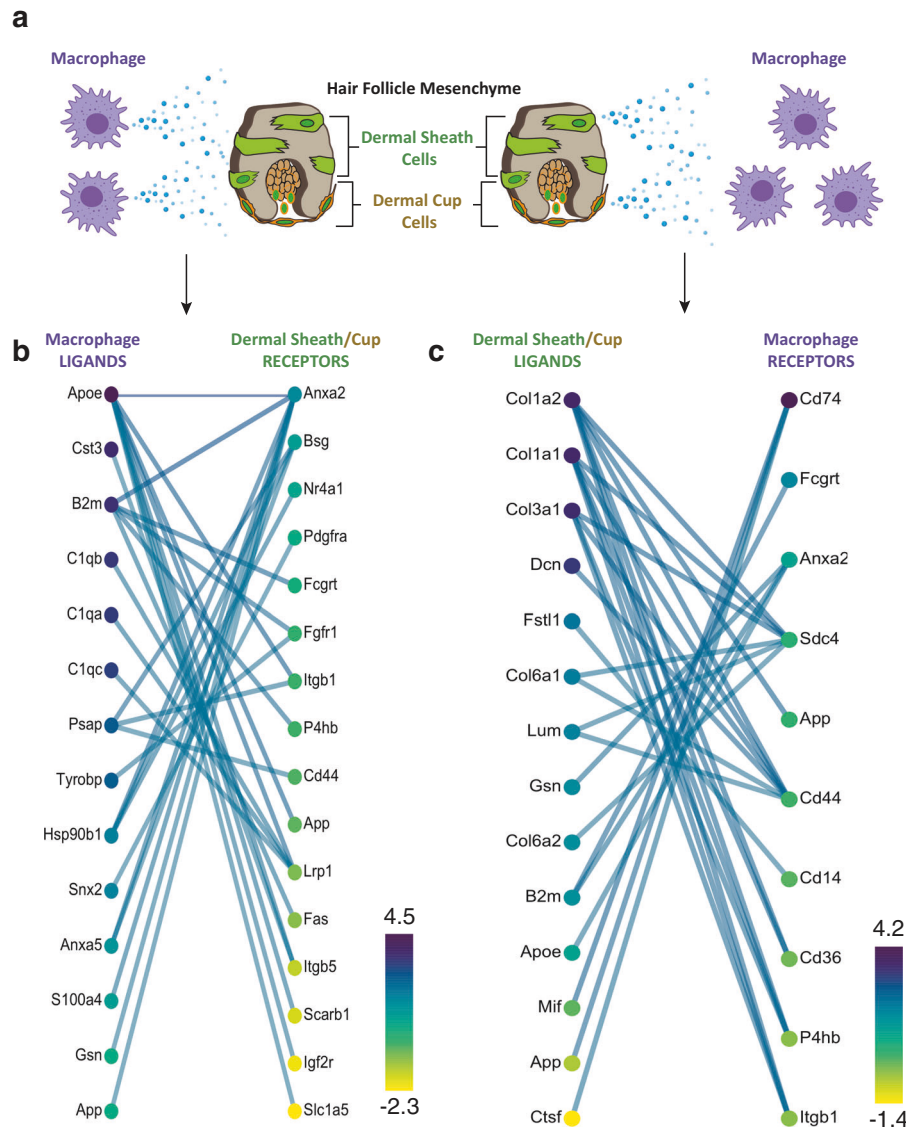 a
Macrophage
Macrophage
Hair Follicle Mesenchyme
Dermal Sheath
Cells
Dermal Cup
Cells
b
Macrophage
LIGANDS
Dermal Sheath/Cup
RECEPTORS
Apoe
Cst3
B2m
C1qb
C1qa
C1qc
Psap
Tyrobp
Hsp90b1
Snx2
Anxa5
S100a4
Gsn
App
Anxa2
Bsg
Nr4a1
Pdgfra
Fcgrt
Fgfr1
Itgb1
P4hb
Cd44
App
Lrp1
Fas
Itgb5
Scarb1
Igf2r
Slc1a5
4.5
-2.3
c
Dermal Sheath/Cup
LIGANDS
Macrophage
RECEPTORS
Col1a2
Col1a1
Col3a1
Dcn
Fstl1
Col6a1
Lum
Gsn
Col6a2
B2m
Apoe
Mif
App
Ctsf
Cd74
Fcgrt
Anxa2
Sdc4
App
Cd44
Cd14
Cd36
P4hb
Itgb1
4.2
-1.4